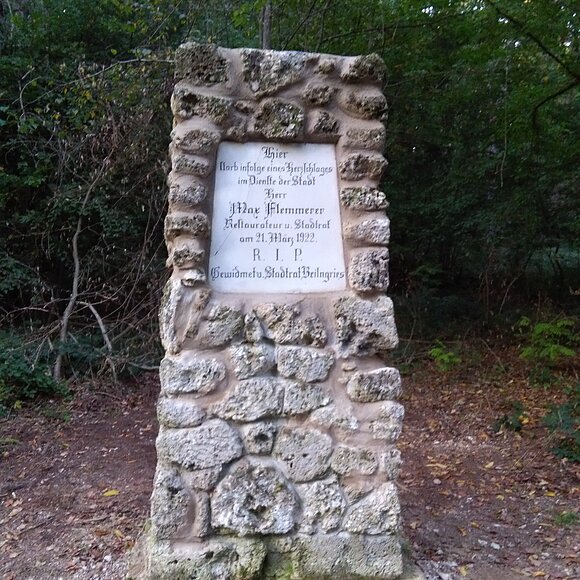 Hier
starb infolge eines Herzschlages
im Dienste der Stadt
Herr
Max Flemmerer
Restaurateur u. Stadtrat
am 21. März 1922.
R. I. P.
Gewidmet v. Stadtrat Beilngries